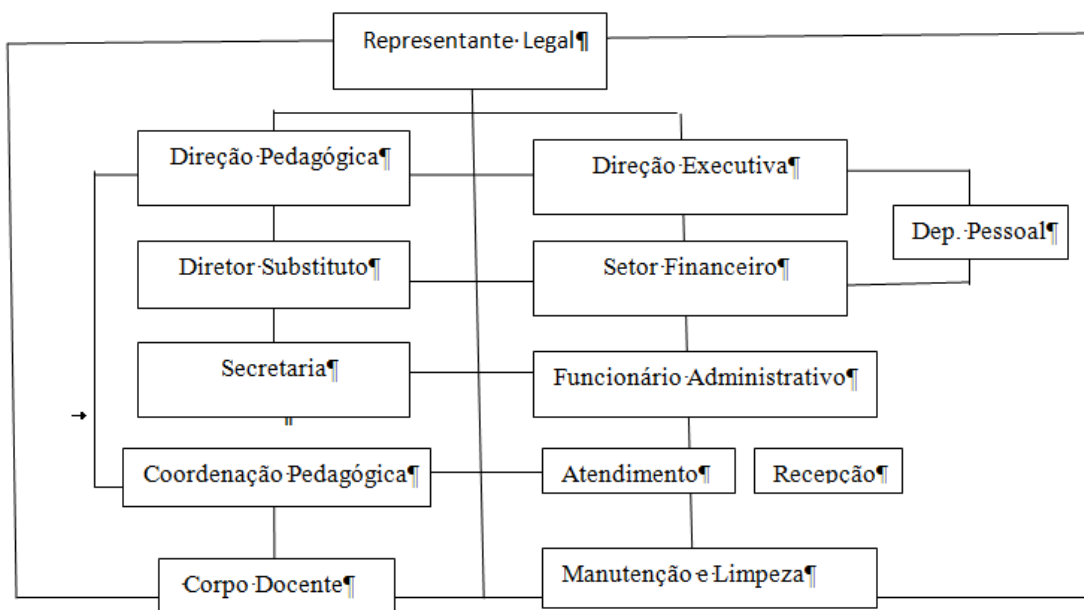 Representante Legal¶
Direção Pedagógica¶
Direção Executiva¶
Dep. Pessoal¶
Diretor Substituto¶
Setor Financeiro¶
Secretaria¶
Funcionário Administrativo¶
¶
Coordenação Pedagógica¶
Atendimento¶
Recepção¶
Corpo Docente¶
Manutenção e Limpeza¶